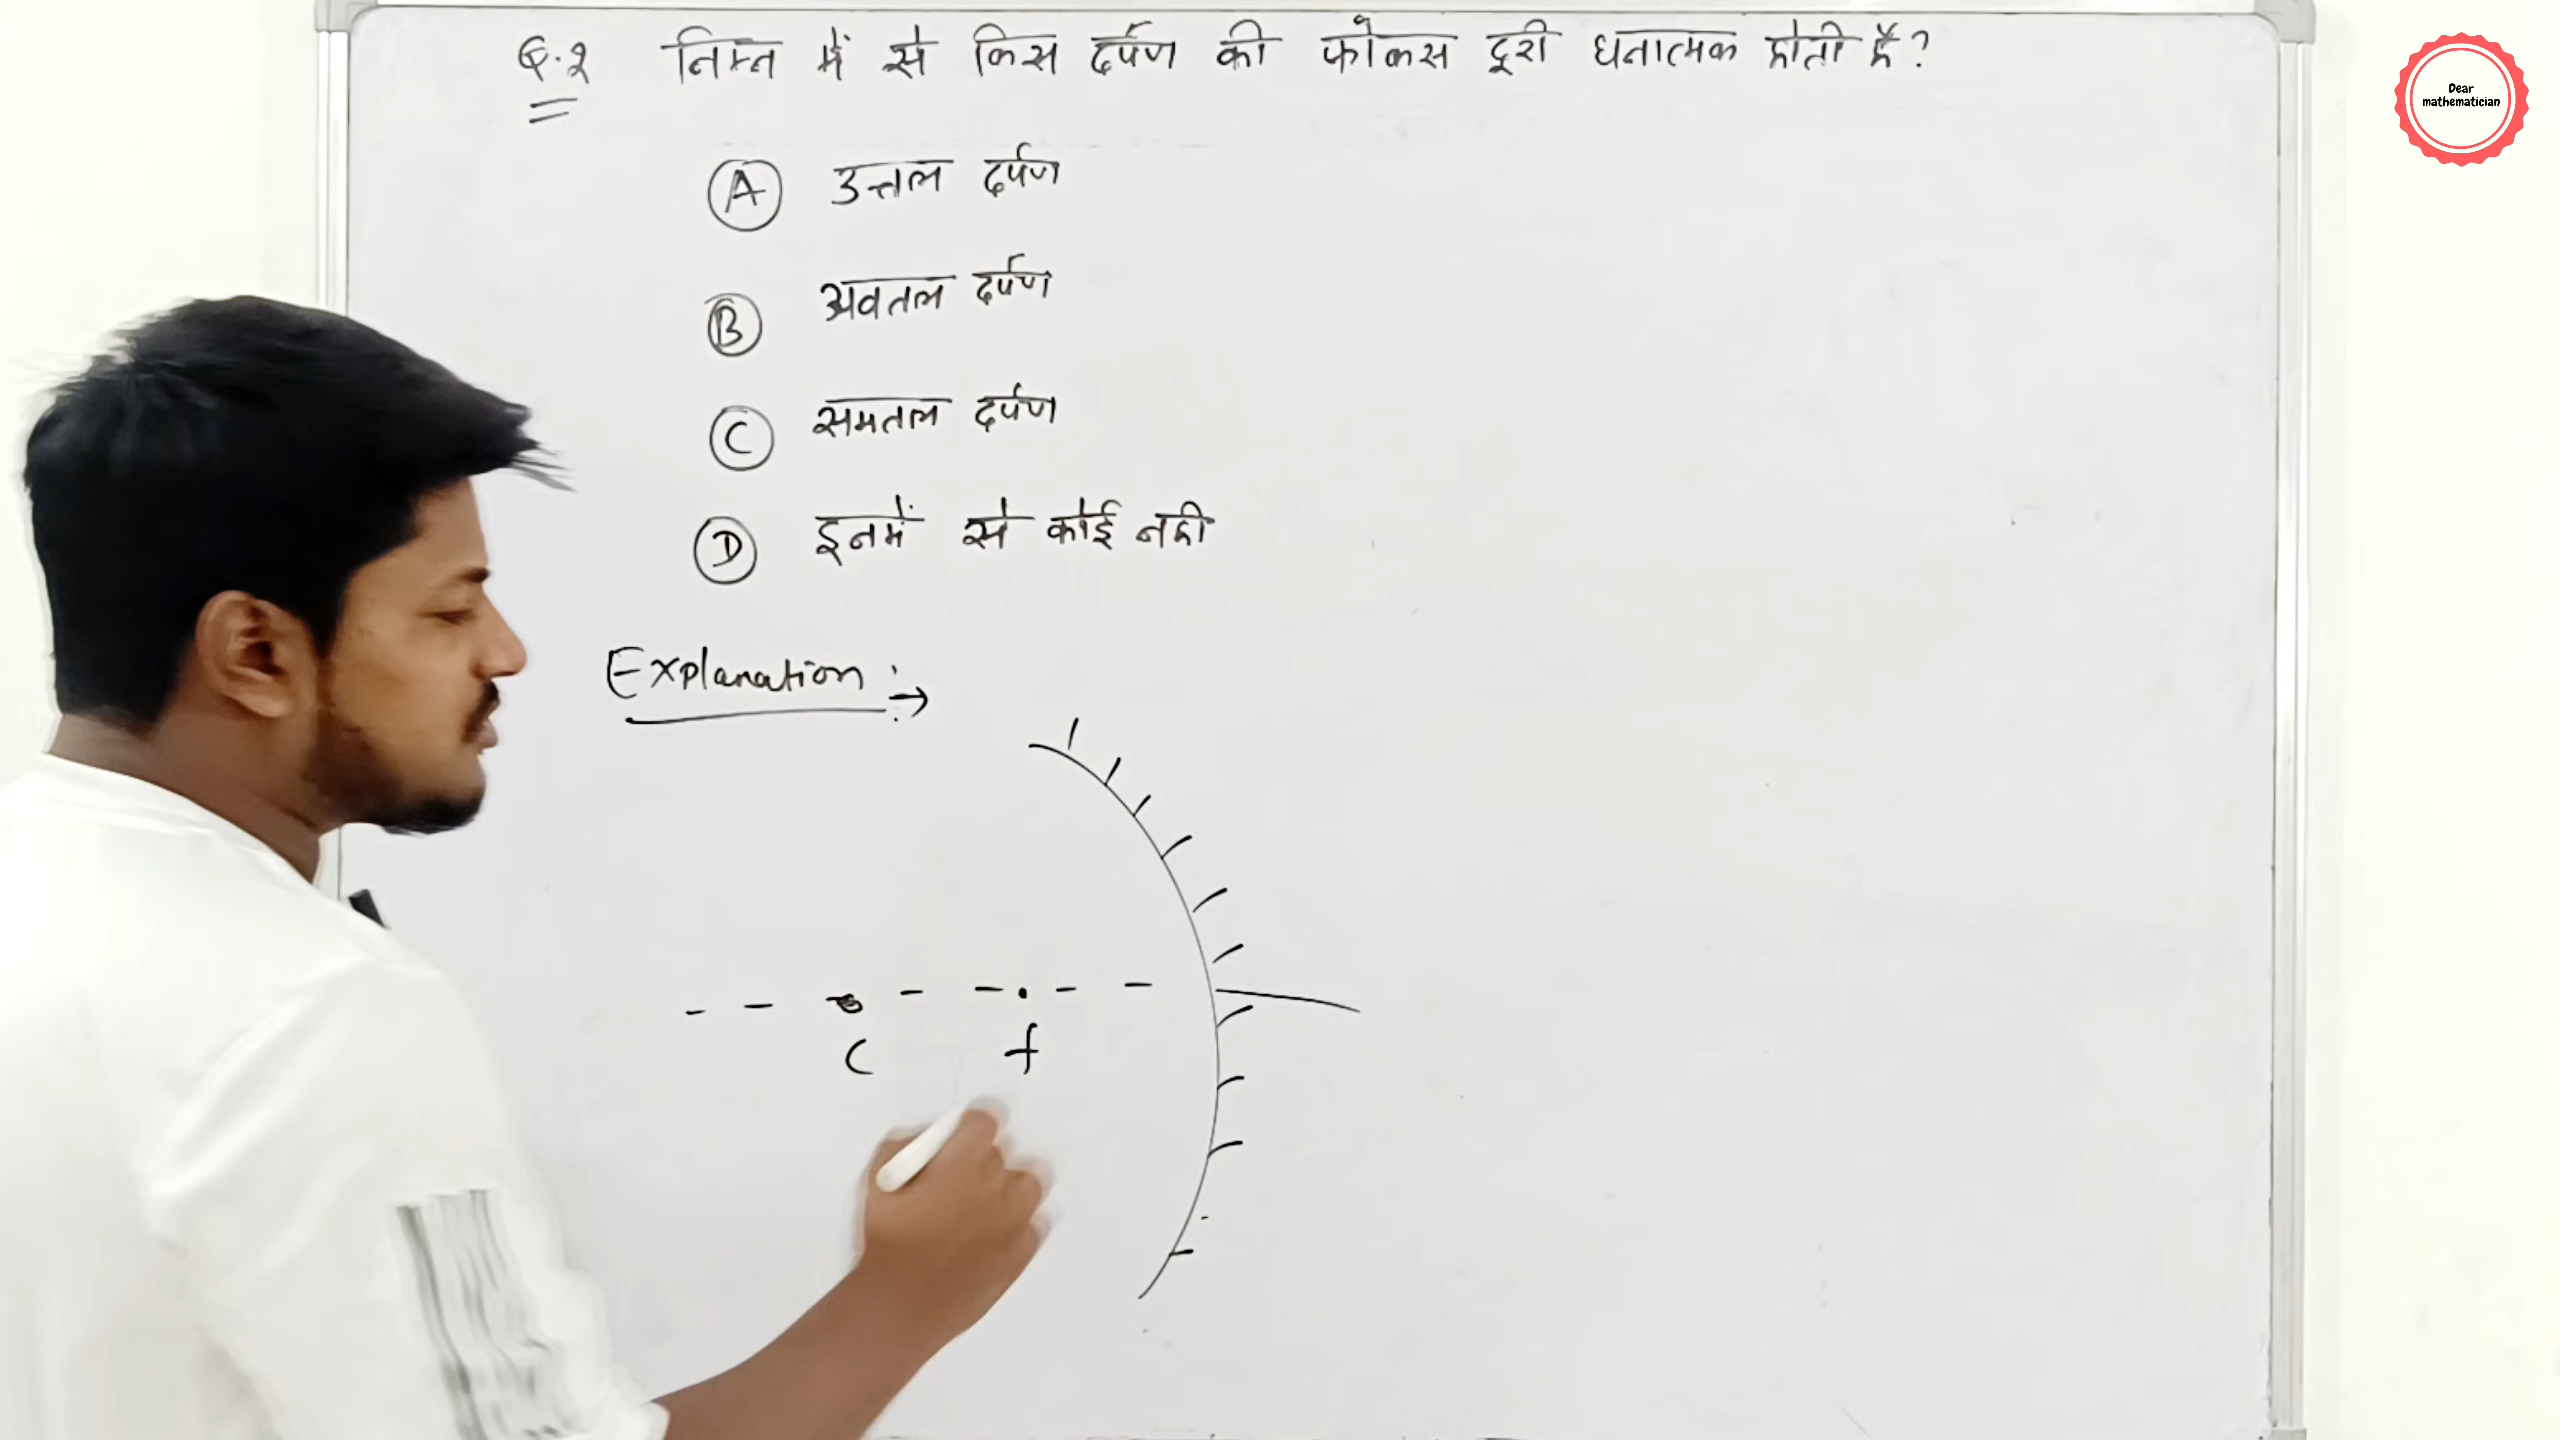 Q.2 निम्न में से किस दर्पण की फोकस दूरी धनात्मक होती है?
Dear
mathematician
A उत्तल दर्पण
B अवतल दर्पण
C समतल दर्पण
D इनमें से कोई नही
Explanation :→
C f